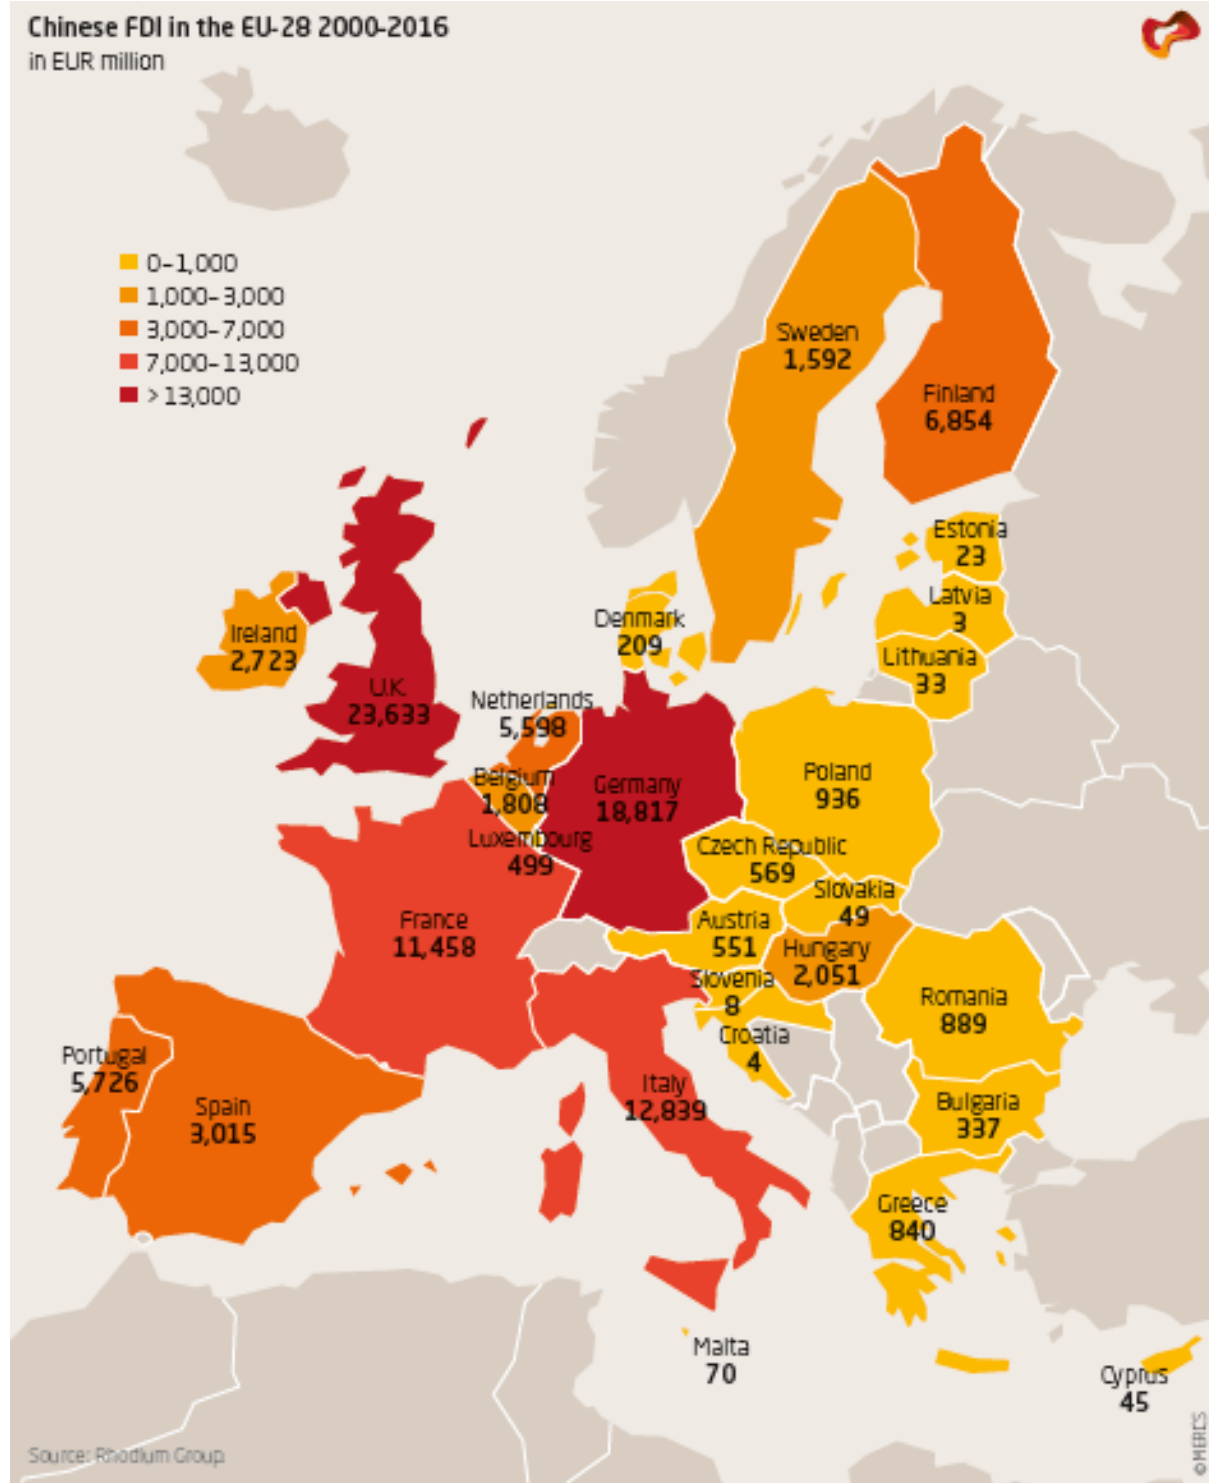 Chinese FDI in the EU-28 2000-2016
in EUR million
0-1,000
1,000-3,000
3,000-7,000
7,000-13,000
> 13,000
Sweden
1,592
Finland
6,854
Estonia
23
Latvia
3
Lithuania
33
Denmark
209
Ireland
2,723
U.K.
23,633
Netherlands
5,598
Belgium
1,808
Luxembourg
499
Germany
18,817
Poland
936
Czech Republic
569
Slovakia
49
Austria
551
Hungary
2,051
Slovenia
8
Croatia
4
France
11,458
Romania
889
Bulgaria
337
Portugal
5,726
Spain
3,015
Italy
12,839
Greece
840
Malta
70
Cyprus
45
Source: Rhodium Group
©MERICS